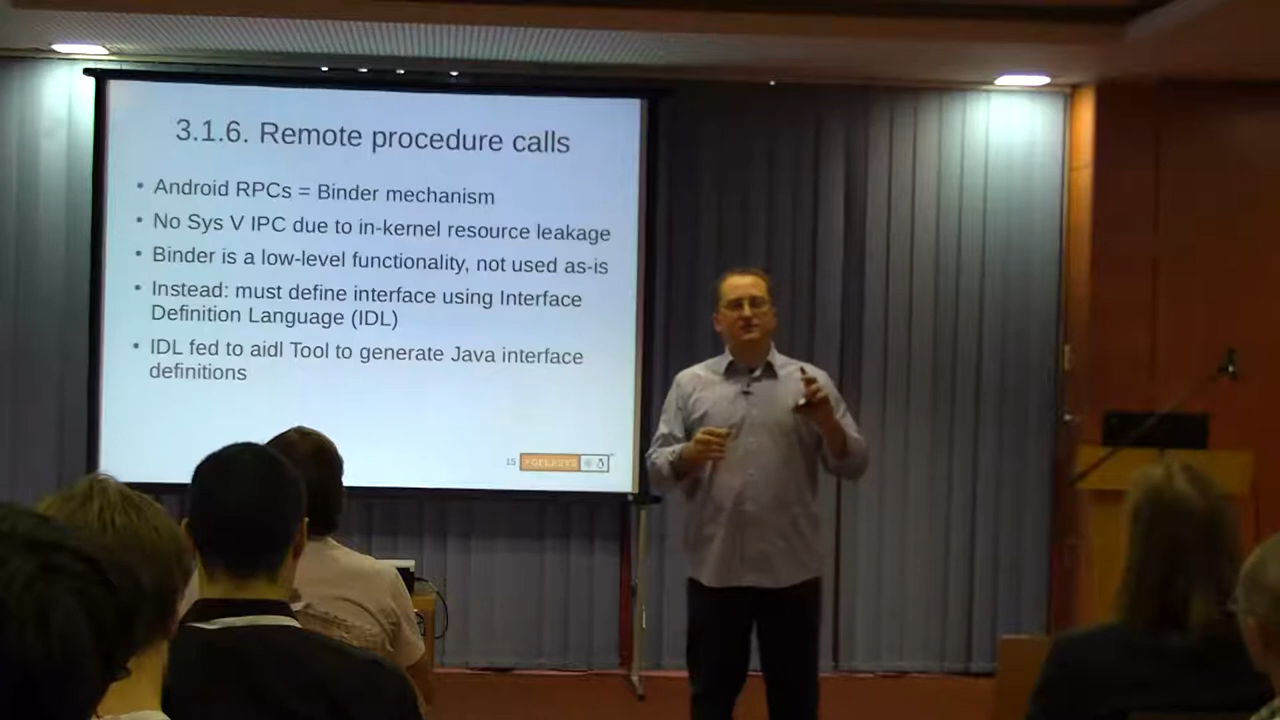 3.1.6. Remote procedure calls
• Android RPCs = Binder mechanism
• No Sys V IPC due to in-kernel resource leakage
• Binder is a low-level functionality, not used as-is
• Instead: must define interface using Interface
Definition Language (IDL)
• IDL fed to aidl Tool to generate Java interface
definitions
15